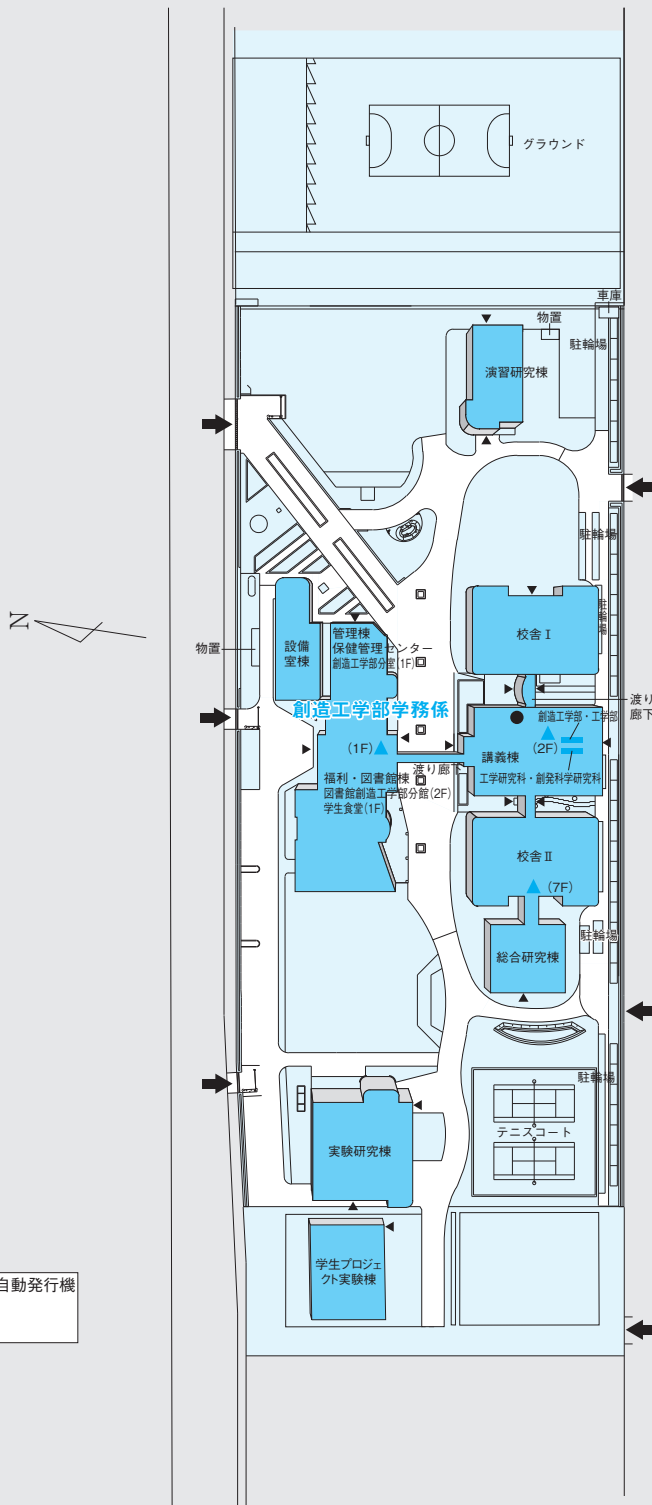 グラウンド
車庫
物置
駐輪場
演習研究棟
駐輪場
駐輪場
校舎Ⅰ
N
物置
設備
室棟
管理棟
保健管理センター
創造工学部分室(1F)
創造工学部学務係
渡り
廊下
創造工学部・工学部
(1F)
(2F)
講義棟
渡り廊下
工学研究科・創発科学研究科
福利・図書館棟
図書館創造工学部分館(2F)
学生食堂(1F)
校舎Ⅱ
(7F)
駐輪場
総合研究棟
駐輪場
テニスコート
実験研究棟
学生プロジェ
クト実験棟
自動発行機